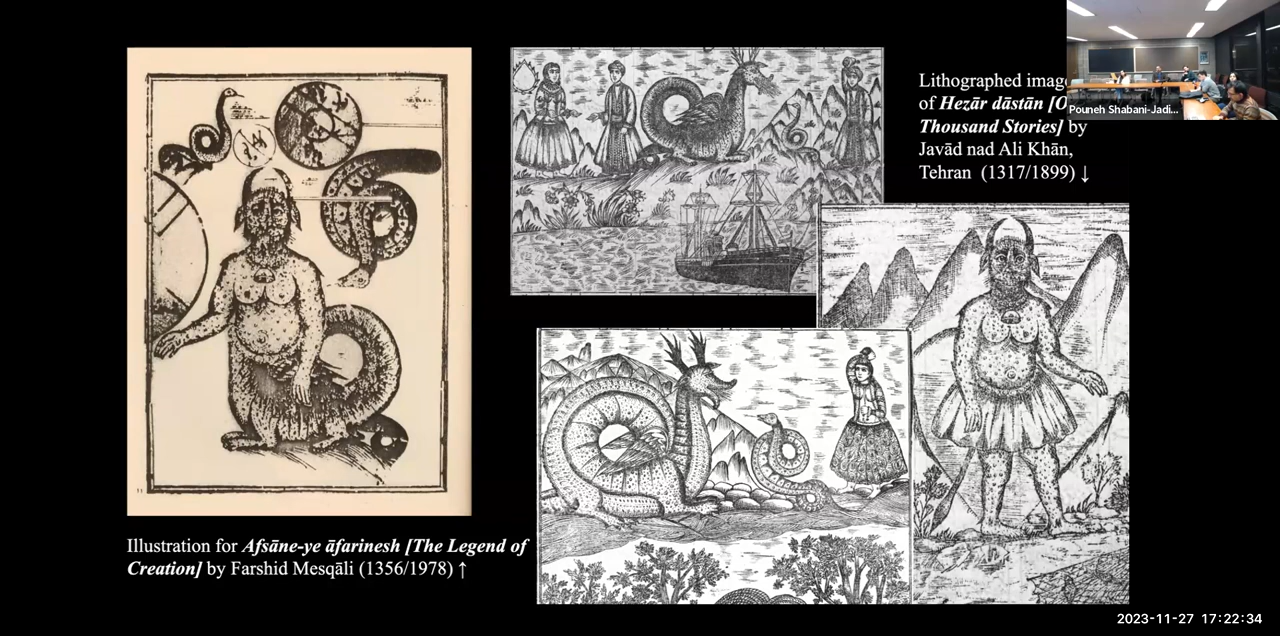 Lithographed
of Hezār dāstān [O
Thousand Stories] by
Javād nad Ali Khān,
Tehran (1317/1899) ↓
Pouneh Shabani-Jadi...
11
Illustration for Afsāne-ye āfarinesh [The Legend of
Creation] by Farshid Mesqāli (1356/1978) ↑
2023-11-27 17:22:34